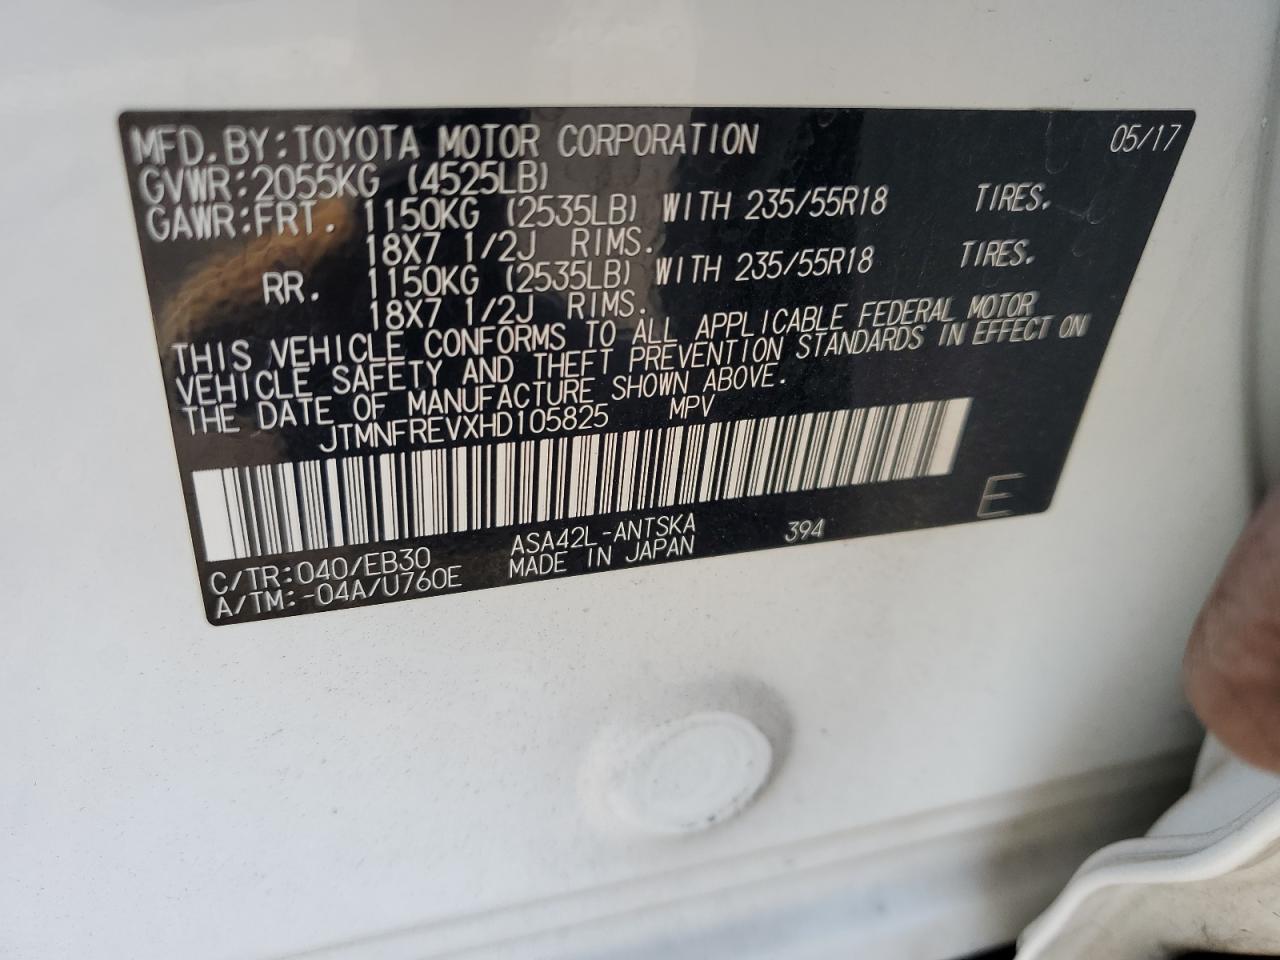 MFD. BY:TOYOTA MOTOR CORPORATION 05/17
GVWR:2055KG (4525LB)
GAWR:FRT. 1150KG (2535LB) WITH 235/55R18 TIRES.
18X7 1/2J RIMS.
RR. 1150KG (2535LB) WITH 235/55R18 TIRES.
18X7 1/2J RIMS.
THIS VEHICLE CONFORMS TO ALL APPLICABLE FEDERAL MOTOR
VEHICLE SAFETY AND THEFT PREVENTION STANDARDS IN EFFECT ON
THE DATE OF MANUFACTURE SHOWN ABOVE.
JTMNFREVXHD105825 MPV
E
C/TR:040/EB30 ASA42L-ANTSKA 394
A/TM:-04A/U760E MADE IN JAPAN